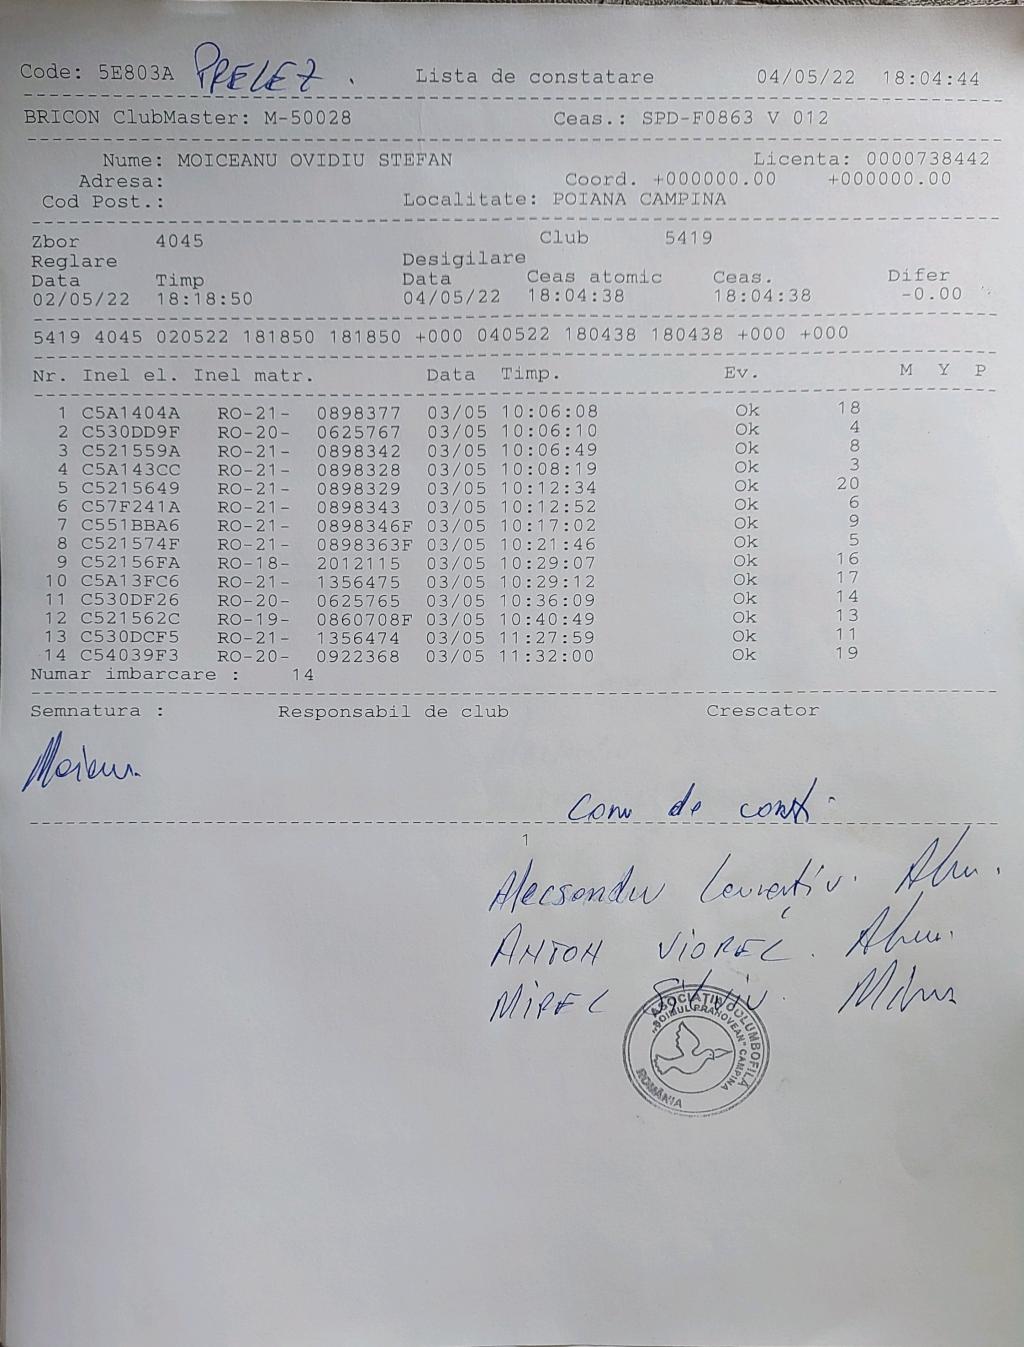 Code: 5E803A PRELEZ. Lista de constatare 04/05/22 18:04:44
BRICON ClubMaster: M-50028 Ceas.: SPD-F0863 V 012
Nume: MOICEANU OVIDIU STEFAN Licenta: 0000738442
Adresa: Coord. +000000.00 +000000.00
Cod Post.: Localitate: POIANA CAMPINA
Zbor 4045 Club 5419
Reglare Desigilare
Data Timp Data Ceas atomic Ceas. Difer
02/05/22 18:18:50 04/05/22 18:04:38 18:04:38 -0.00
5419 4045 020522 181850 181850 +000 040522 180438 180438 +000 +000
Nr. Inel el. Inel matr. Data Timp. Ev. M Y P
1 C5A1404A RO-21- 0898377 03/05 10:06:08 Ok 18
2 C530DD9F RO-20- 0625767 03/05 10:06:10 Ok 4
3 C521559A RO-21- 0898342 03/05 10:06:49 Ok 8
4 C5A143CC RO-21- 0898328 03/05 10:08:19 Ok 3
5 C5215649 RO-21- 0898329 03/05 10:12:34 Ok 20
6 C57F241A RO-21- 0898343 03/05 10:12:52 Ok 6
7 C551BBA6 RO-21- 0898346F 03/05 10:17:02 Ok 9
8 C521574F RO-21- 0898363F 03/05 10:21:46 Ok 5
9 C52156FA RO-18- 2012115 03/05 10:29:07 Ok 16
10 C5A13FC6 RO-21- 1356475 03/05 10:29:12 Ok 17
11 C530DF26 RO-20- 0625765 03/05 10:36:09 Ok 14
12 C521562C RO-19- 0860708F 03/05 10:40:49 Ok 13
13 C530DCF5 RO-21- 1356474 03/05 11:27:59 Ok 11
14 C54039F3 RO-20- 0922368 03/05 11:32:00 Ok 19
Numar imbarcare : 14
Semnatura : Responsabil de club Crescator
Com de const.
1
Alecsandru
ANTON VIOREL.
MIREL Silviu.
ASOCIATIA COLUMBOFILA
"SOIMUL PRAHOVEAN" CAMPINA
ROMÂNIA